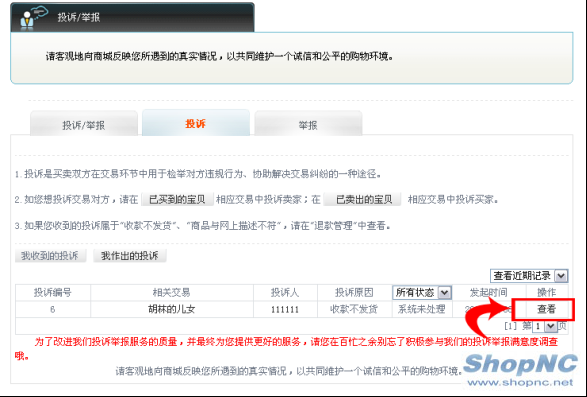 投诉/举报
请客观地向商城反映您所遇到的真实情况，以共同维护一个诚信和公平的购物环境。
投诉/举报 投诉 举报
1.投诉是买卖双方在交易环节中用于检举对方违规行为、协助解决交易纠纷的一种途径。
2.如您想投诉交易对方，请在 已买到的宝贝 相应交易中投诉卖家；在 已卖出的宝贝 相应交易中投诉买家。
3.如果您收到的投诉属于“收款不发货”、“商品与网上描述不符”，请在“退款管理”中查看。
我收到的投诉 我作出的投诉
查看近期记录
投诉编号 相关交易 投诉人 投诉原因 所有状态 发起时间 操作
6 胡林的儿女 111111 收款不发货 系统未处理 查看
[1] 第 1 页
为了改进我们投诉举报服务的质量，并最终为您提供更好的服务，请您在百忙之余别忘了积极参与我们的投诉举报满意度调查
哦。
请客观地向商城反映您所遇到的真实情况，以共同维护一个诚信和公平的购物环境。
ShopNC
www.shopnc.net